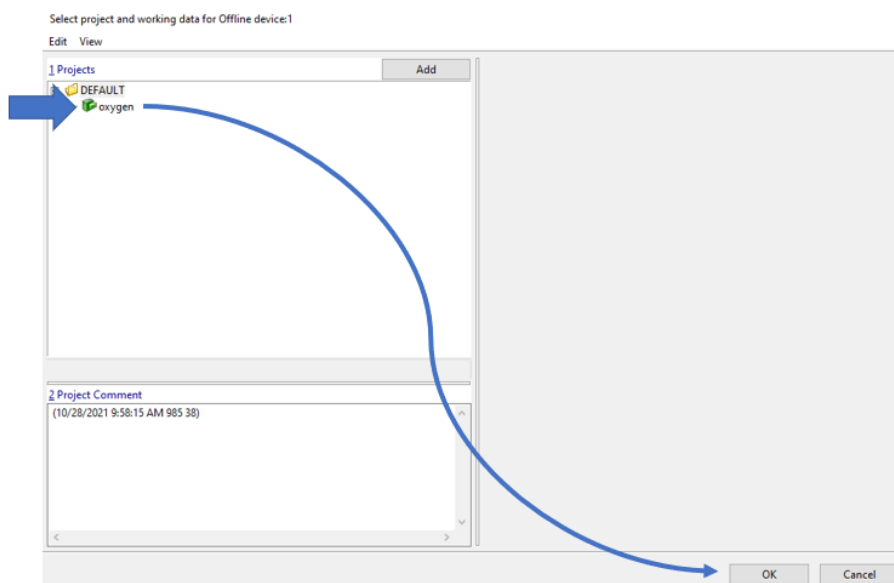 Select project and working data for Offline device:1
Edit View
1 Projects
Add
DEFAULT
oxygen
2 Project Comment
(10/28/2021 9:58:15 AM 985 38)
OK
Cancel